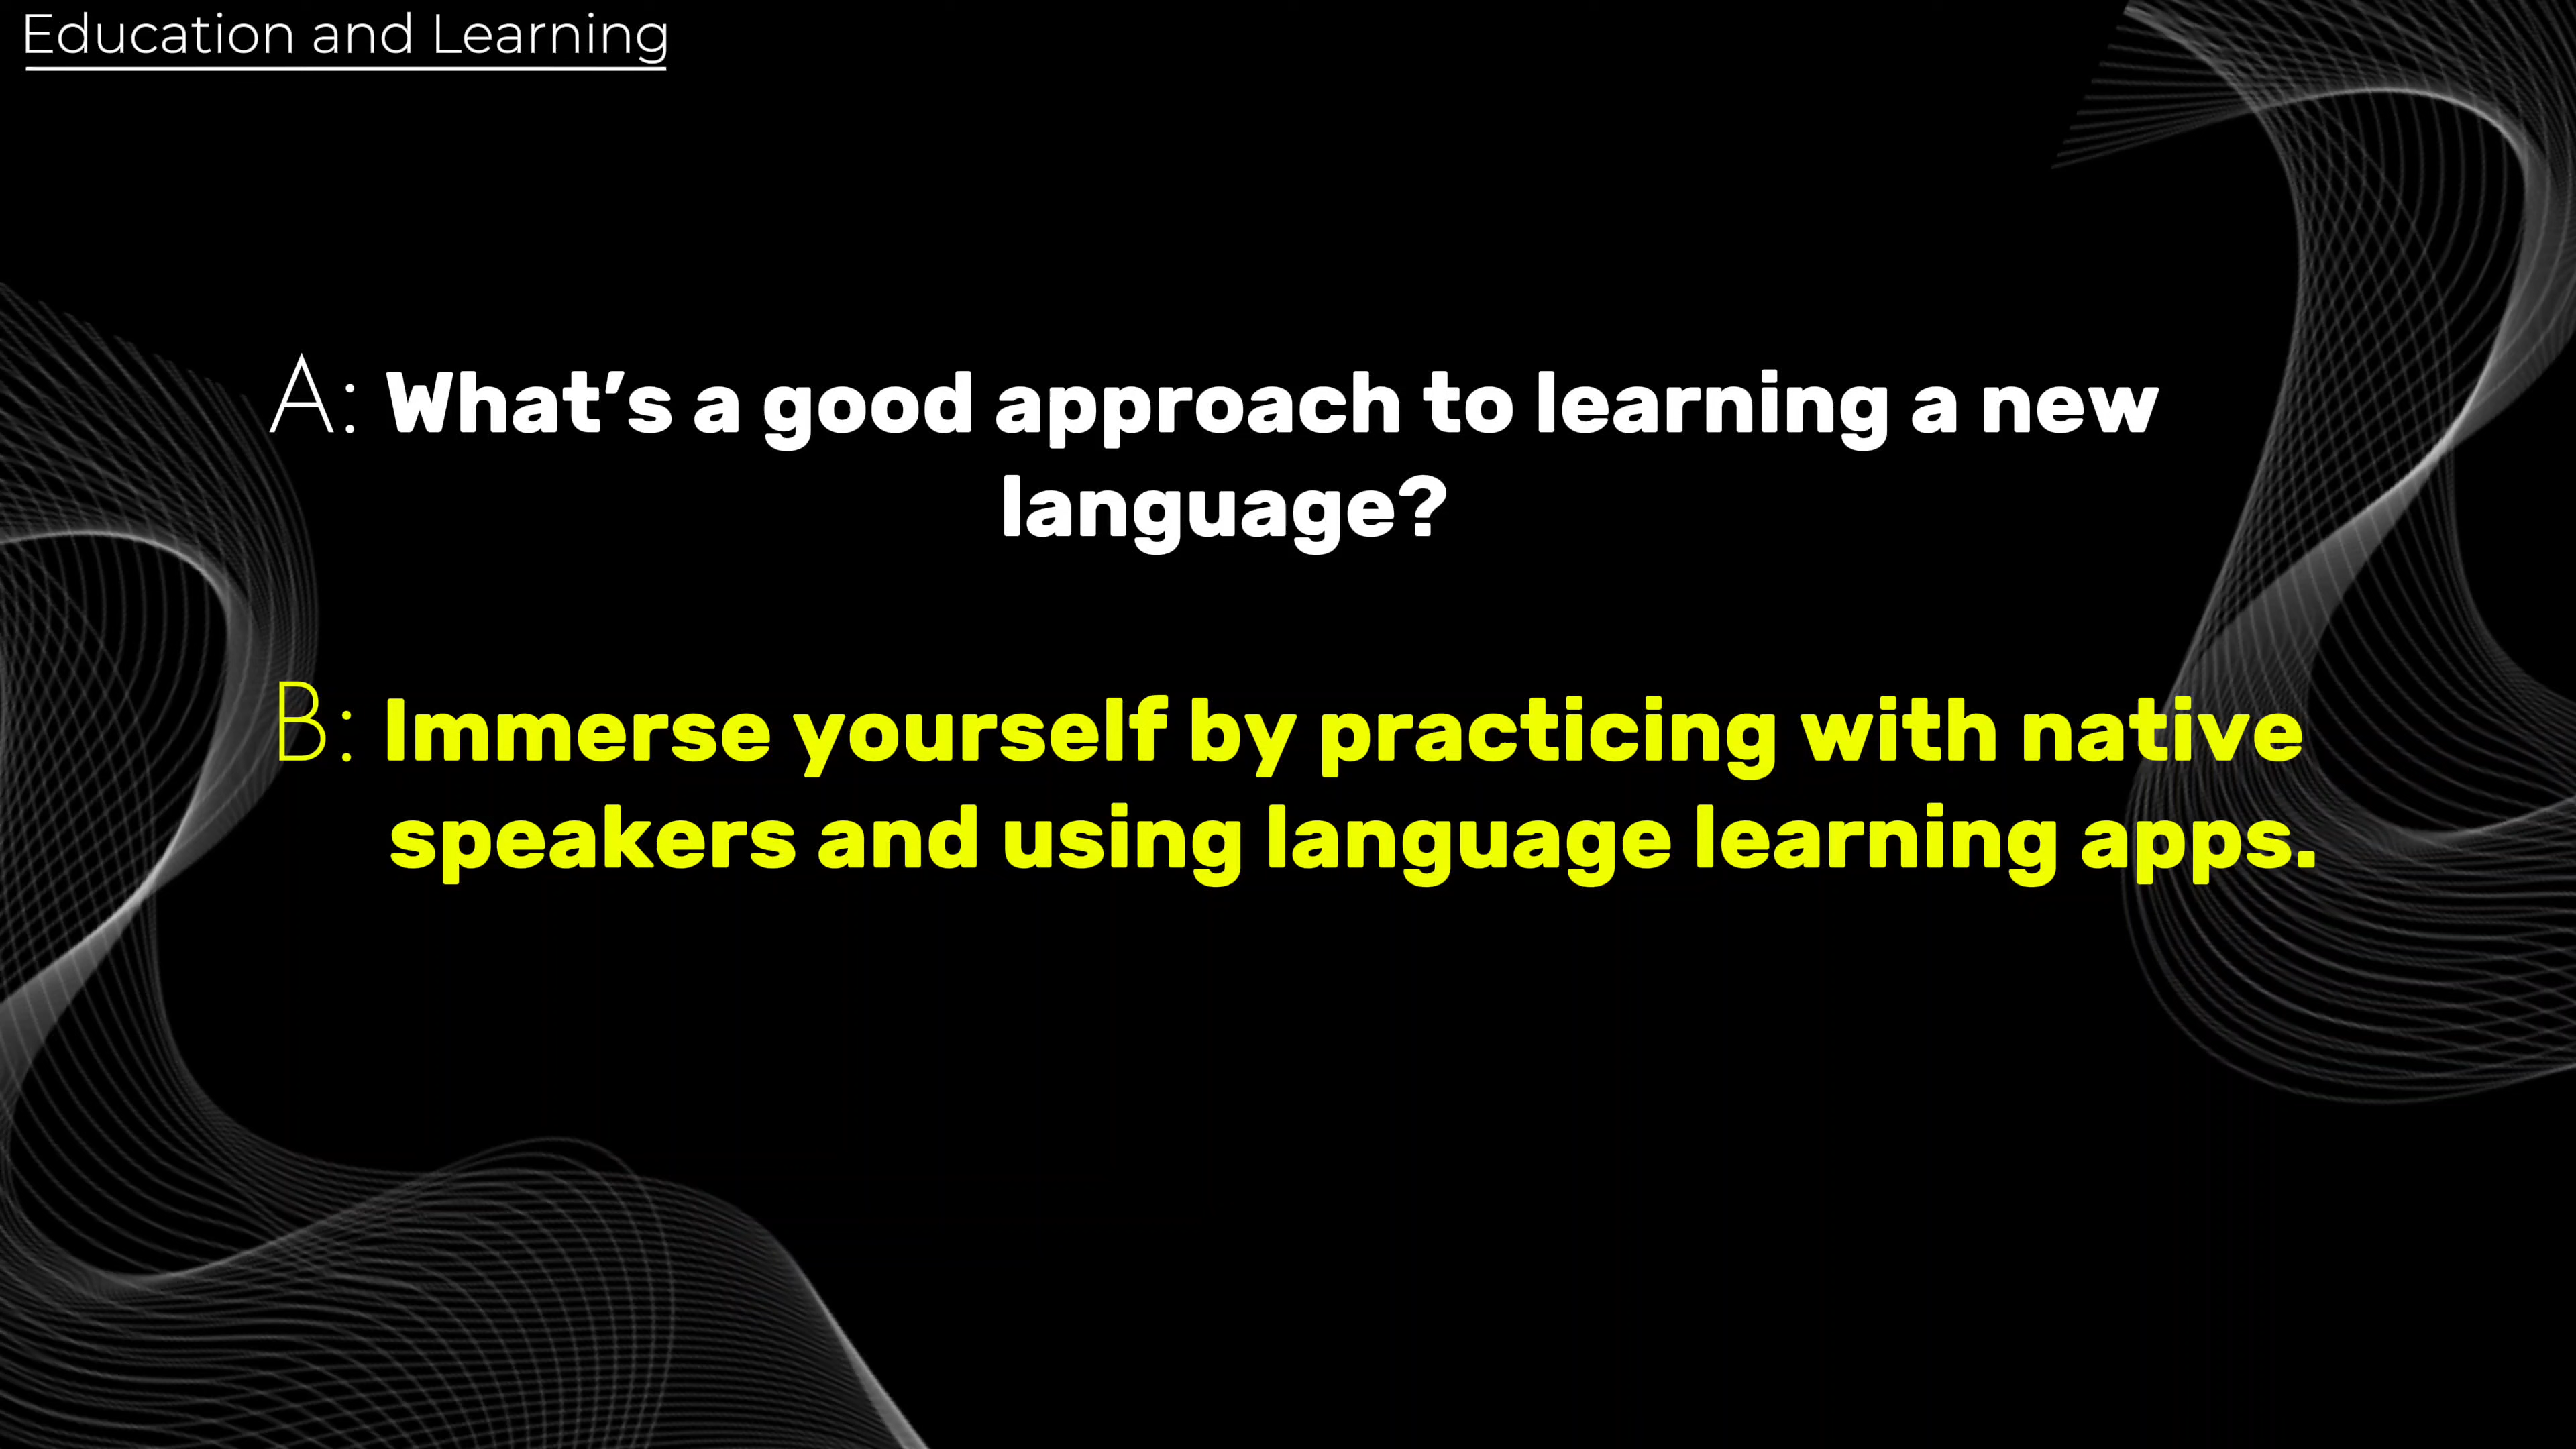 Education and Learning
A: What’s a good approach to learning a new
language?
B: Immerse yourself by practicing with native
speakers and using language learning apps.